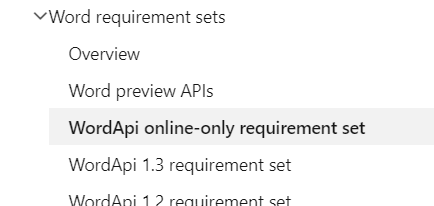 Word requirement sets
Overview
Word preview APIs
WordApi online-only requirement set
WordApi 1.3 requirement set
WordApi 1.2 requirement set